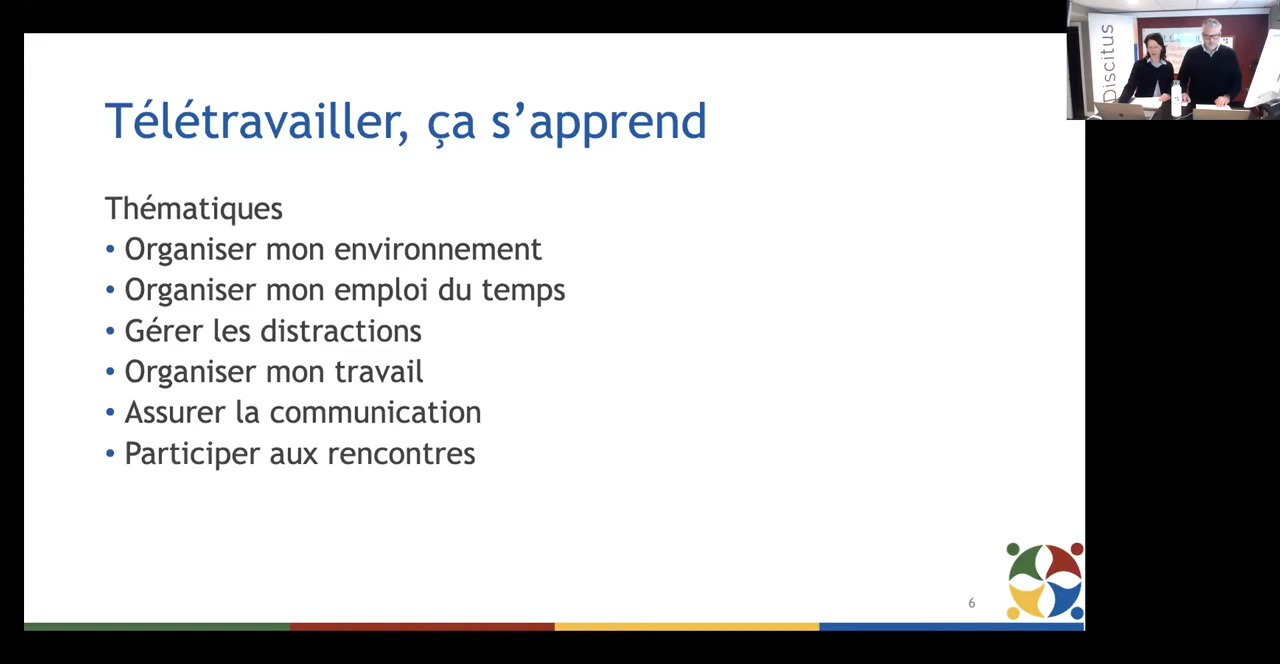 Télétravailler, ça s’apprend
Thématiques
• Organiser mon environnement
• Organiser mon emploi du temps
• Gérer les distractions
• Organiser mon travail
• Assurer la communication
• Participer aux rencontres
6
Discitus